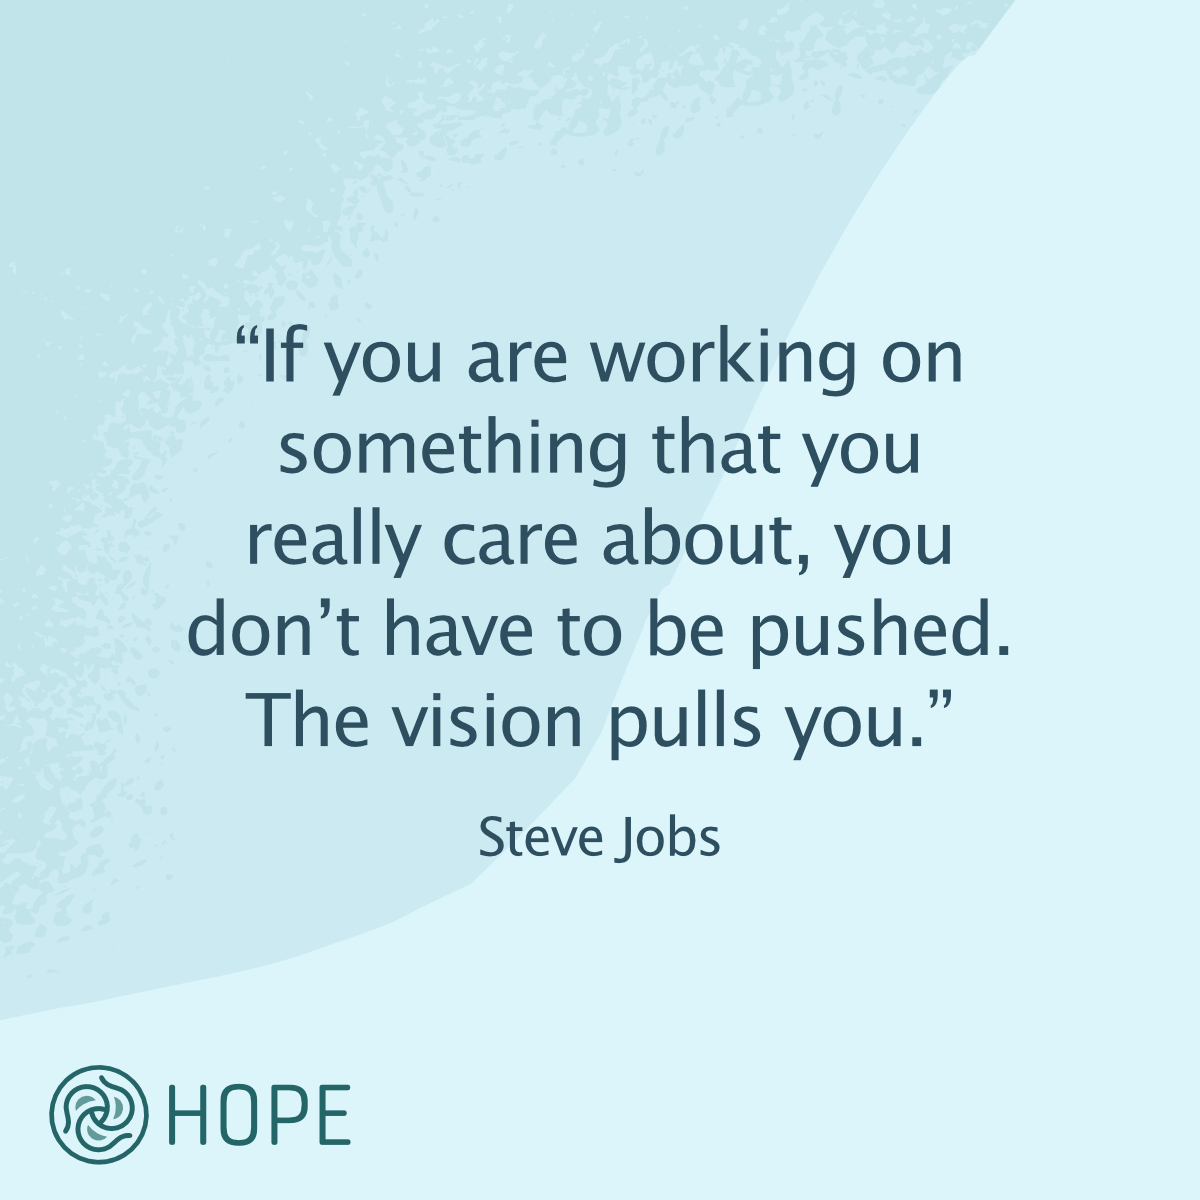 “If you are working on
something that you
really care about, you
don’t have to be pushed.
The vision pulls you.”
Steve Jobs
HOPE